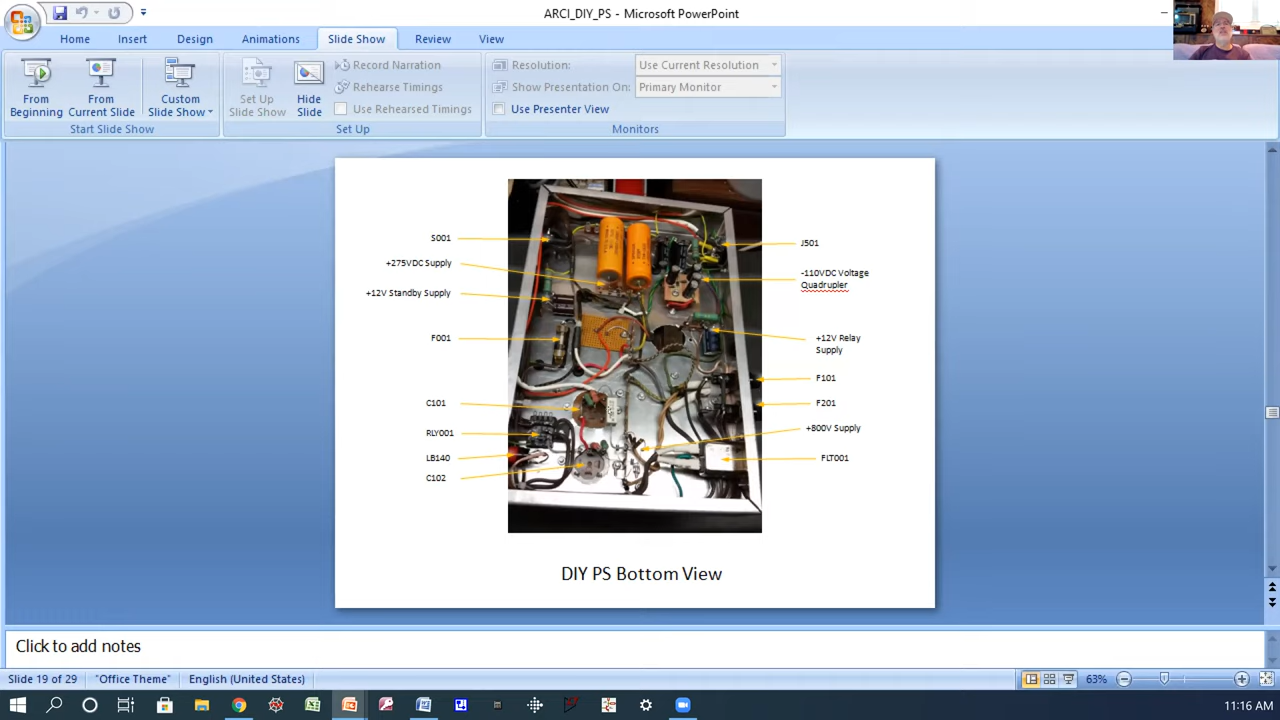 ARCI_DIY_PS - Microsoft PowerPoint
Home Insert Design Animations Slide Show Review View
From Beginning
From Current Slide
Custom Slide Show
Start Slide Show
Set Up Slide Show
Hide Slide
Record Narration
Rehearse Timings
Use Rehearsed Timings
Set Up
Resolution: Use Current Resolution
Show Presentation On: Primary Monitor
Use Presenter View
Monitors
S001
+275VDC Supply
+12V Standby Supply
F001
C101
RLY001
LB140
C102
J501
-110VDC Voltage
Quadrupler
+12V Relay
Supply
F101
F201
+800V Supply
FLT001
DIY PS Bottom View
Click to add notes
Slide 19 of 29 "Office Theme" English (United States) 63%
11:16 AM